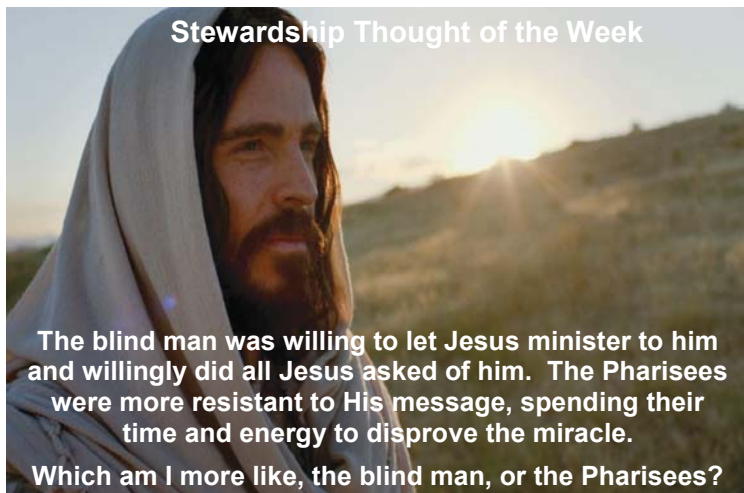 Stewardship Thought of the Week
The blind man was willing to let Jesus minister to him
and willingly did all Jesus asked of him.  The Pharisees
were more resistant to His message, spending their
time and energy to disprove the miracle.
Which am I more like, the blind man, or the Pharisees?